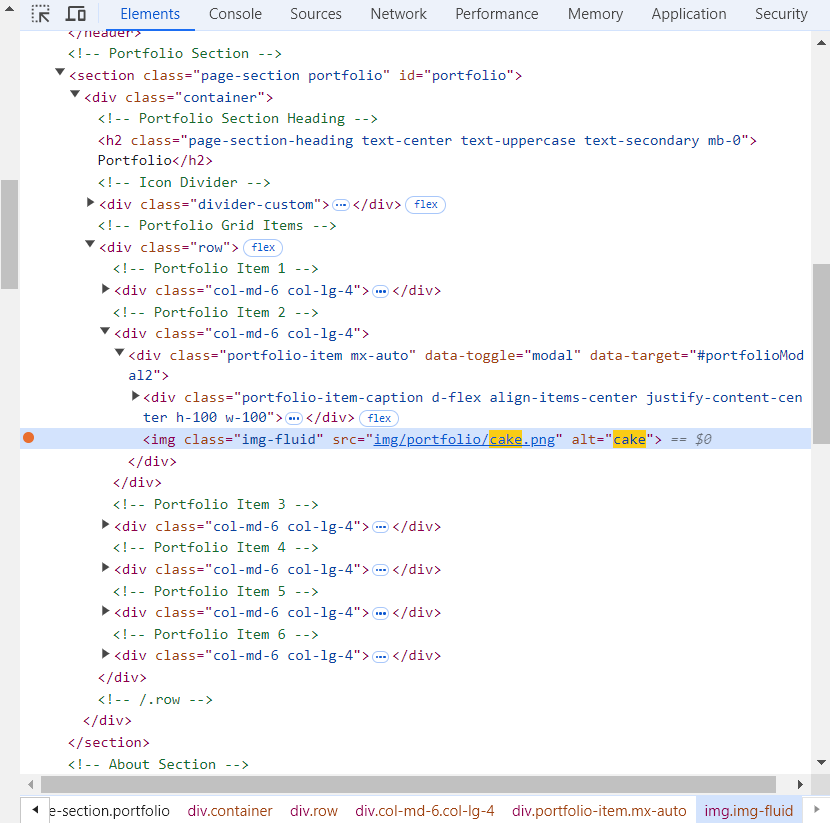 Elements Console Sources Network Performance Memory Application Security
</header>
<!-- Portfolio Section -->
<section class="page-section portfolio" id="portfolio">
<div class="container">
<!-- Portfolio Section Heading -->
<h2 class="page-section-heading text-center text-uppercase text-secondary mb-0">
Portfolio</h2>
<!-- Icon Divider -->
<div class="divider-custom">…</div> flex
<!-- Portfolio Grid Items -->
<div class="row"> flex
<!-- Portfolio Item 1 -->
<div class="col-md-6 col-lg-4">…</div>
<!-- Portfolio Item 2 -->
<div class="col-md-6 col-lg-4">
<div class="portfolio-item mx-auto" data-toggle="modal" data-target="#portfolioMod
al2">
<div class="portfolio-item-caption d-flex align-items-center justify-content-cen
ter h-100 w-100">…</div> flex
<img class="img-fluid" src="img/portfolio/cake.png" alt="cake"> == $0
</div>
</div>
<!-- Portfolio Item 3 -->
<div class="col-md-6 col-lg-4">…</div>
<!-- Portfolio Item 4 -->
<div class="col-md-6 col-lg-4">…</div>
<!-- Portfolio Item 5 -->
<div class="col-md-6 col-lg-4">…</div>
<!-- Portfolio Item 6 -->
<div class="col-md-6 col-lg-4">…</div>
</div>
<!-- /.row -->
</div>
</section>
<!-- About Section -->
e-section.portfolio div.container div.row div.col-md-6.col-lg-4 div.portfolio-item.mx-auto img.img-fluid